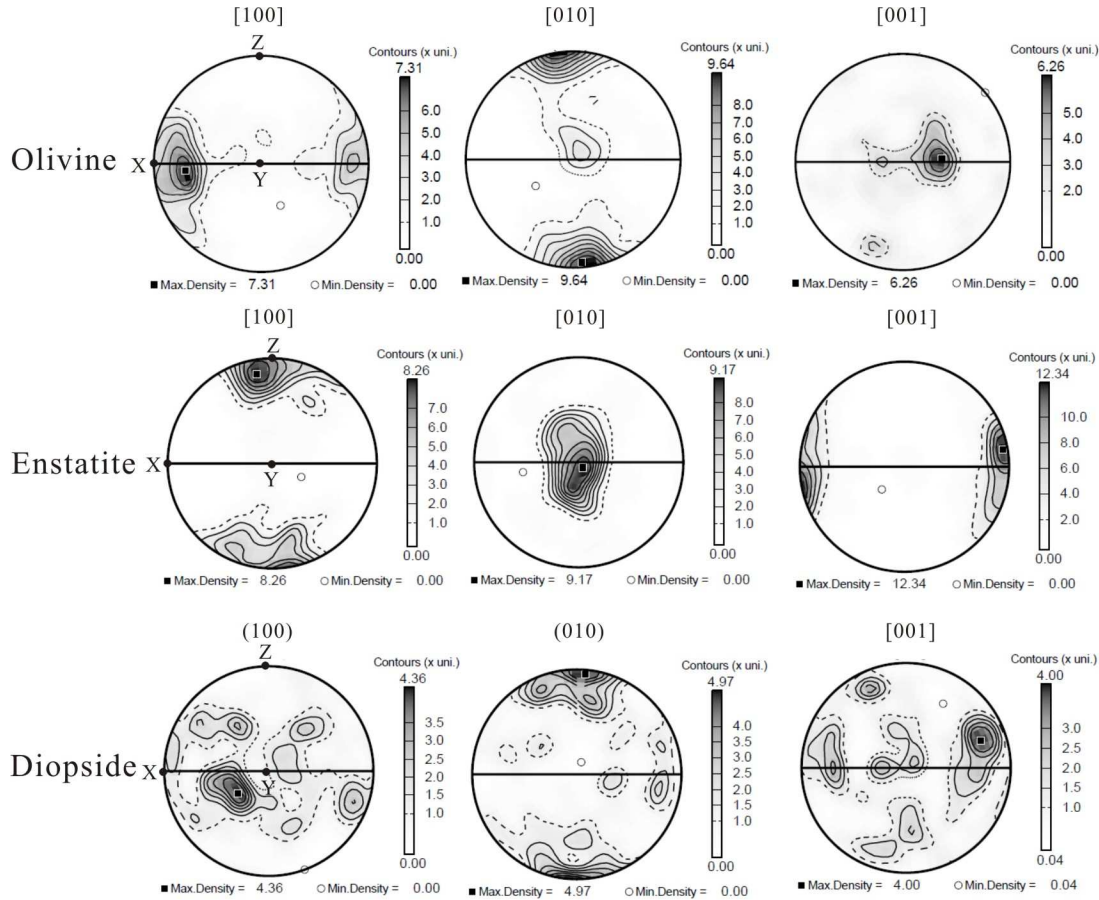 [100] [010] [001]
Z Contours (x uni.) Contours (x uni.) Contours (x uni.)
7.31 9.64 6.26
6.0 8.0 5.0
5.0 7.0 4.0
4.0 6.0 3.0
3.0 5.0 2.0
2.0 4.0
1.0 3.0
2.0
1.0
Olivine X Y
0.00 0.00 0.00
Max.Density = 7.31 Min.Density = 0.00 Max.Density = 9.64 Min.Density = 0.00 Max.Density = 6.26 Min.Density = 0.00
[100] [010] [001]
Z Contours (x uni.) Contours (x uni.) Contours (x uni.)
8.26 9.17 12.34
7.0 8.0 10.0
6.0 7.0 8.0
5.0 6.0 6.0
4.0 5.0 4.0
3.0 4.0 2.0
2.0 3.0
1.0 2.0
1.0
Enstatite X Y
0.00 0.00 0.00
Max.Density = 8.26 Min.Density = 0.00 Max.Density = 9.17 Min.Density = 0.00 Max.Density = 12.34 Min.Density = 0.00
(100) (010) [001]
Z Contours (x uni.) Contours (x uni.) Contours (x uni.)
4.36 4.97 4.00
3.5 4.0 3.0
3.0 3.5 2.5
2.5 3.0 2.0
2.0 2.5 1.5
1.5 2.0 1.0
1.0 1.5
1.0
Diopside X Y
0.00 0.00 0.04
Max.Density = 4.36 Min.Density = 0.00 Max.Density = 4.97 Min.Density = 0.00 Max.Density = 4.00 Min.Density = 0.04